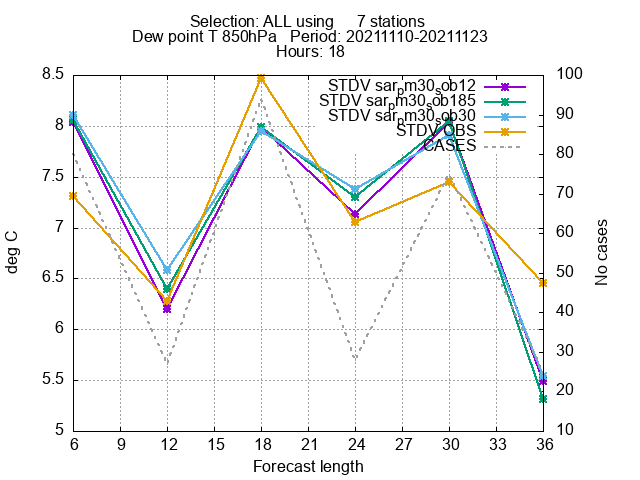 Selection: ALL using 7 stations
Dew point T 850hPa Period: 20211110-20211123
Hours: 18
STDV sarpm30sob12
STDV sarpm30sob185
STDV sarpm30sob30
STDV OBS
CASES
deg C
No cases
8.5
8
7.5
7
6.5
6
5.5
5
100
90
80
70
60
50
40
30
20
10
6 9 12 15 18 21 24 27 30 33 36
Forecast length